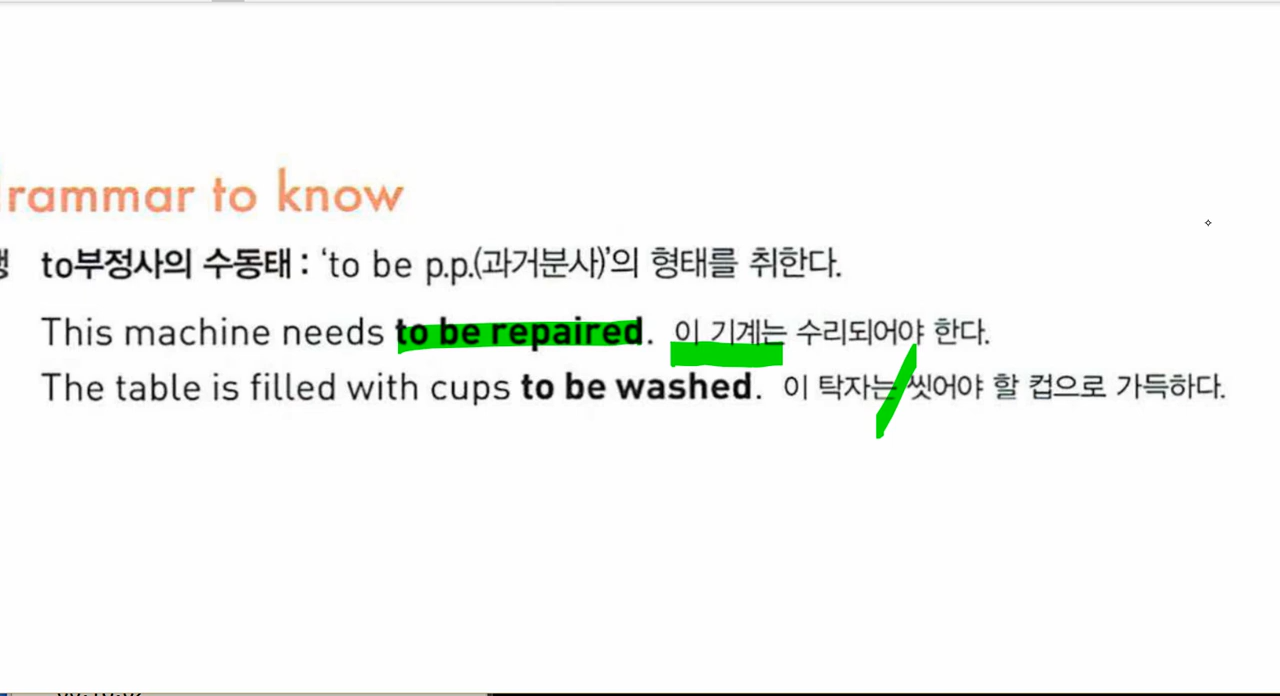 rammar to know
to부정사의 수동태 : ‘to be p.p.(과거분사)’의 형태를 취한다.
This machine needs to be repaired. 이 기계는 수리되어야 한다.
The table is filled with cups to be washed. 이 탁자는 씻어야 할 컵으로 가득하다.